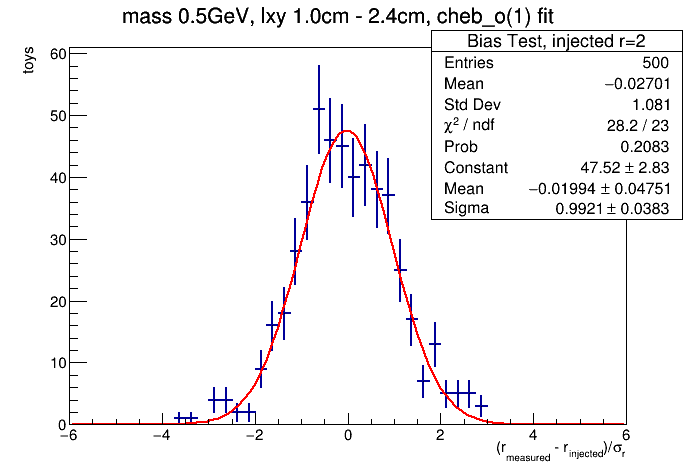 mass 0.5GeV, lxy 1.0cm - 2.4cm, cheb_o(1) fit
Bias Test, injected r=2
Entries 500
Mean −0.02701
Std Dev 1.081
χ² / ndf 28.2 / 23
Prob 0.2083
Constant 47.52 ± 2.83
Mean −0.01994 ± 0.04751
Sigma 0.9921 ± 0.0383
toys
60
50
40
30
20
10
0
−6 −4 −2 0 2 4 6
(r_measured - r_injected)/σ_r